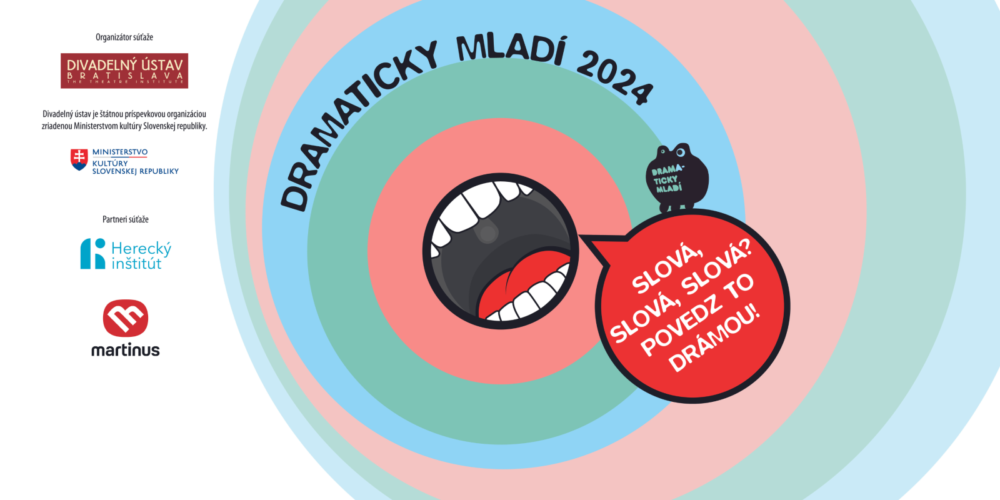 Organizátor súťaže
DIVADELNÝ ÚSTAV
BRATISLAVA
THE THEATRE INSTITUTE
Divadelný ústav je štátnou príspevkovou organizáciou
zriadenou Ministerstvom kultúry Slovenskej republiky.
MINISTERSTVO
KULTÚRY
SLOVENSKEJ REPUBLIKY
Partneri súťaže
Herecký
inštitút
martinus
DRAMATICKY MLADÍ 2024
DRAMA-
TICKY
MLADÍ
SLOVÁ,
SLOVÁ, SLOVÁ?
POVEDZ TO
DRÁMOU!